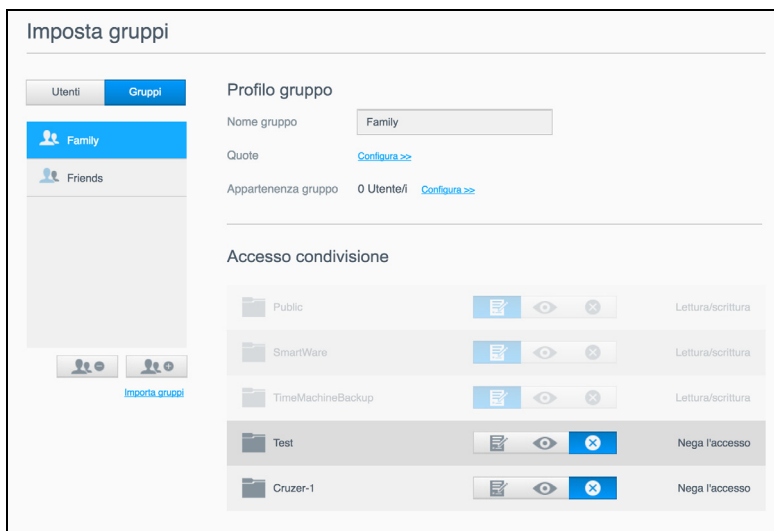 Imposta gruppi
Utenti Gruppi
Family
Friends
Importa gruppi
Profilo gruppo
Nome gruppo Family
Quote Configura >>
Appartenenza gruppo 0 Utente/i Configura >>
Accesso condivisione
Public Lettura/scrittura
SmartWare Lettura/scrittura
TimeMachineBackup Lettura/scrittura
Test Nega l'accesso
Cruzer-1 Nega l'accesso